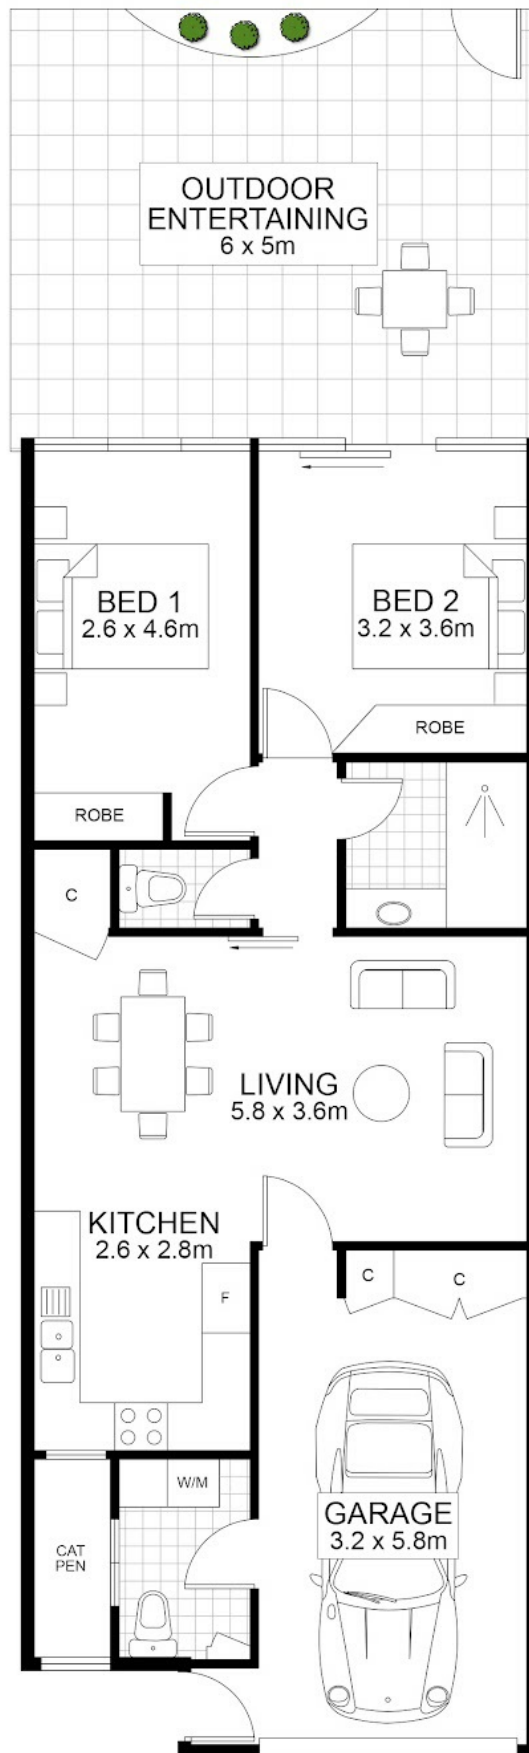 OUTDOOR
ENTERTAINING
6 x 5m
BED 1
2.6 x 4.6m
BED 2
3.2 x 3.6m
ROBE
ROBE
C
LIVING
5.8 x 3.6m
KITCHEN
2.6 x 2.8m
F
C
C
W/M
GARAGE
3.2 x 5.8m
CAT
PEN